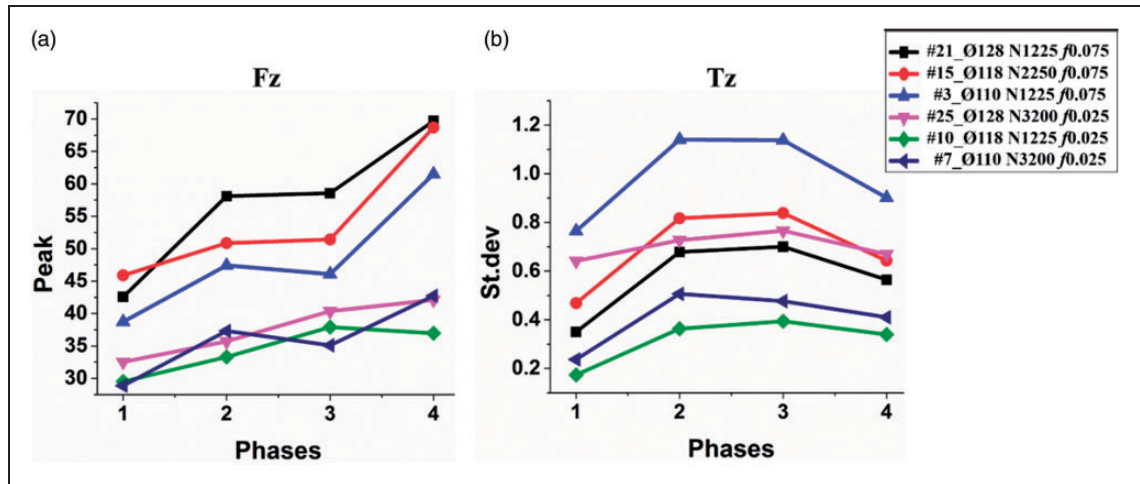 (a)
Fz
Peak
70
65
60
55
50
45
40
35
30
1 2 3 4
Phases
(b)
Tz
St.dev
1.2
1.0
0.8
0.6
0.4
0.2
1 2 3 4
Phases
#21_Ø128 N1225 f0.075
#15_Ø118 N2250 f0.075
#3_Ø110 N1225 f0.075
#25_Ø128 N3200 f0.025
#10_Ø118 N1225 f0.025
#7_Ø110 N3200 f0.025